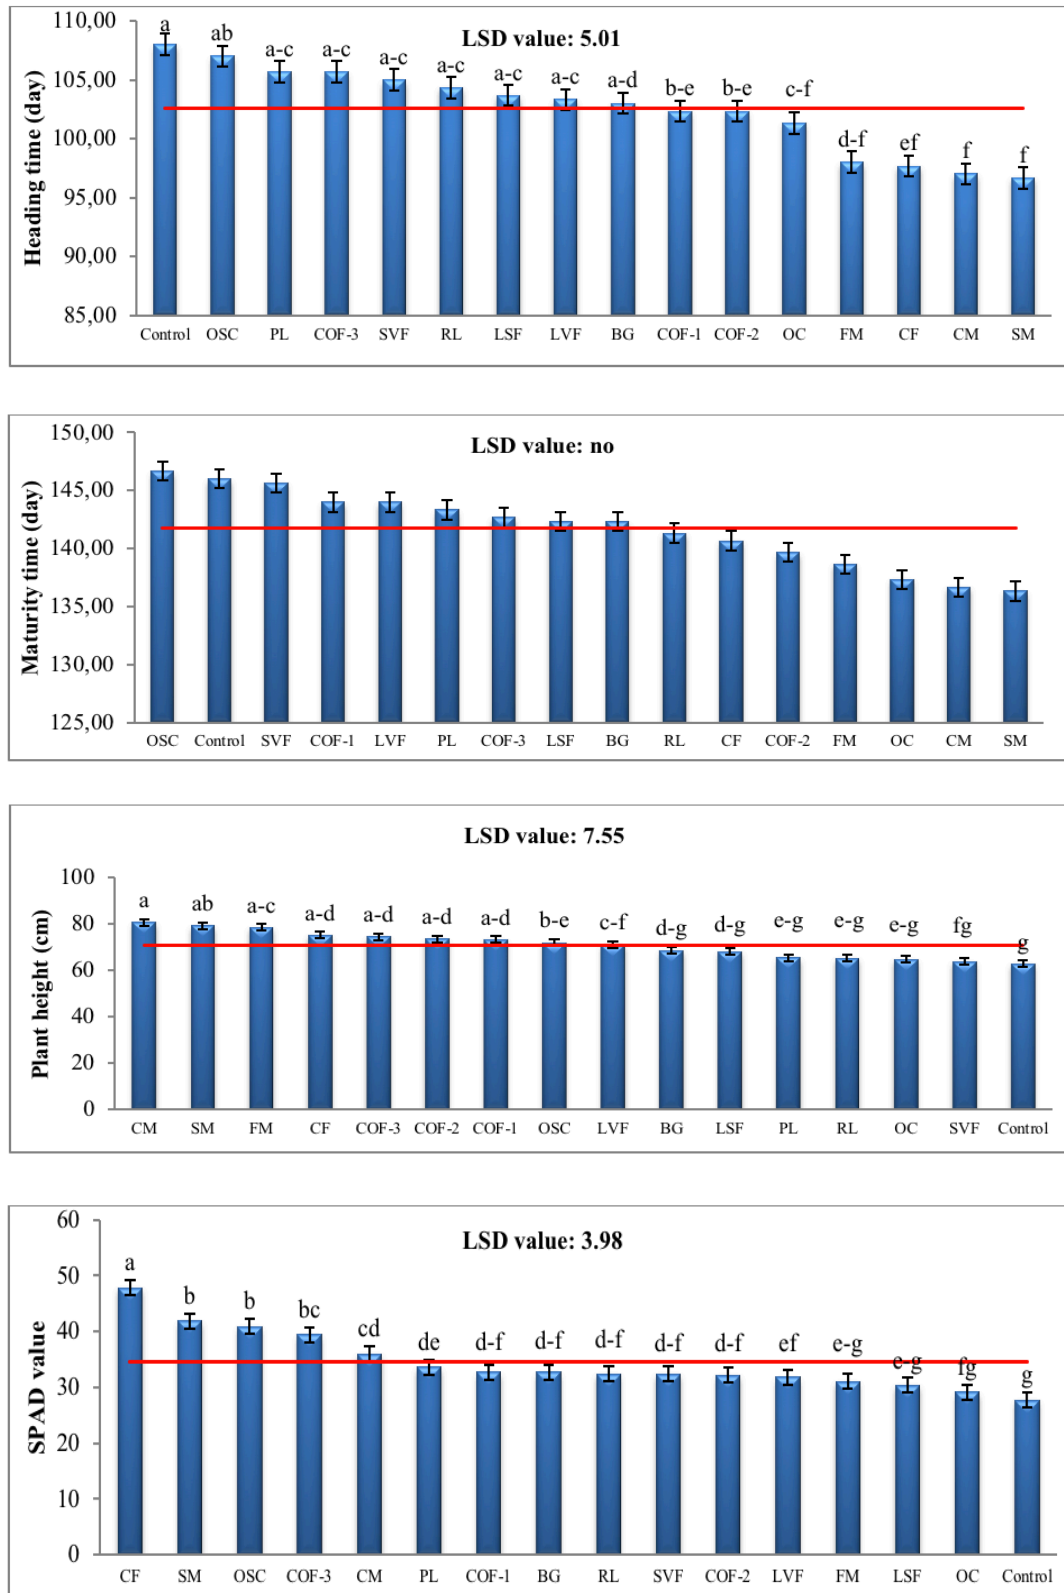 LSD value: 5.01
Heading time (day)
110,00
105,00
100,00
95,00
90,00
85,00
a ab a-c a-c a-c a-c a-c a-c a-d b-e b-e c-f d-f ef f f
Control OSC PL COF-3 SVF RL LSF LVF BG COF-1 COF-2 OC FM CF CM SM
LSD value: no
Maturity time (day)
150,00
145,00
140,00
135,00
130,00
125,00
OSC Control SVF COF-1 LVF PL COF-3 LSF BG RL CF COF-2 FM OC CM SM
LSD value: 7.55
Plant height (cm)
100
80
60
40
20
0
a ab a-c a-d a-d a-d a-d b-e c-f d-g d-g e-g e-g e-g fg g
CM SM FM CF COF-3 COF-2 COF-1 OSC LVF BG LSF PL RL OC SVF Control
LSD value: 3.98
SPAD value
60
50
40
30
20
10
0
a b b bc cd de d-f d-f d-f d-f d-f ef e-g e-g fg g
CF SM OSC COF-3 CM PL COF-1 BG RL SVF COF-2 LVF FM LSF OC Control